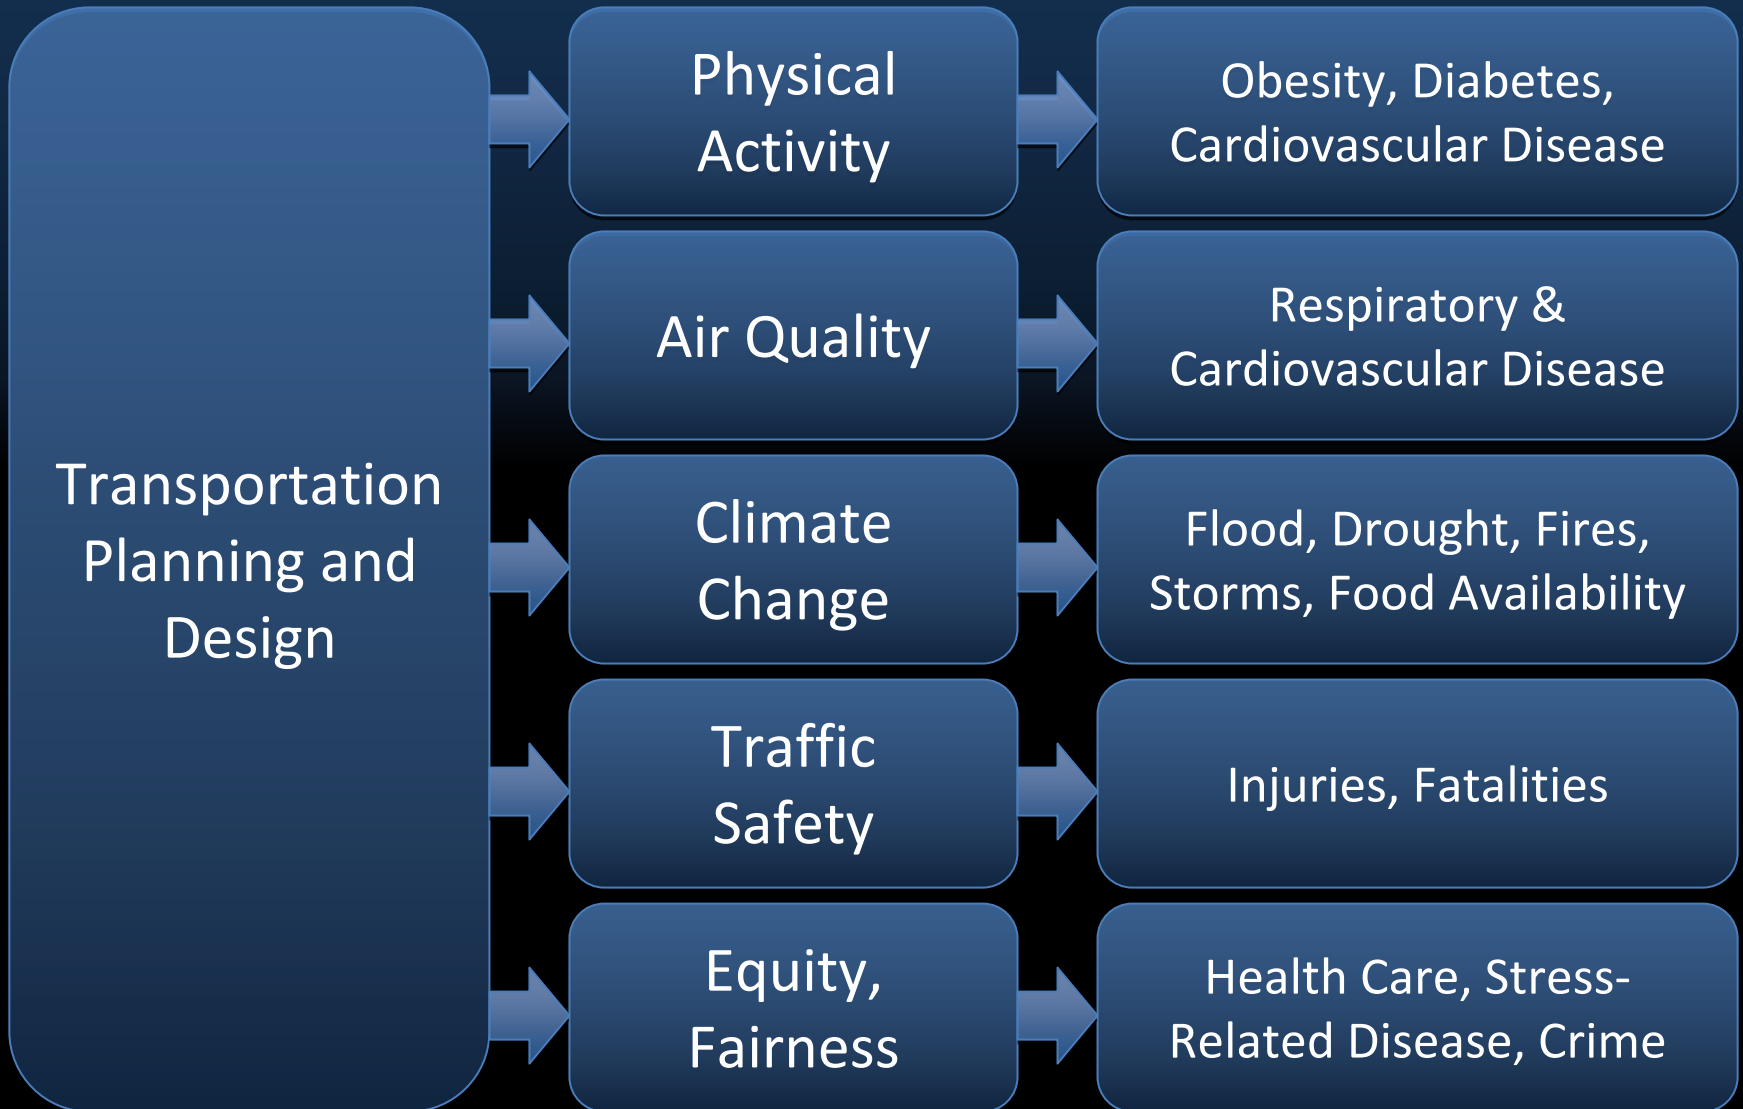 Transportation
Planning and
Design
Physical
Activity
Obesity, Diabetes,
Cardiovascular Disease
Air Quality
Respiratory &
Cardiovascular Disease
Climate
Change
Flood, Drought, Fires,
Storms, Food Availability
Traffic
Safety
Injuries, Fatalities
Equity,
Fairness
Health Care, Stress-
Related Disease, Crime